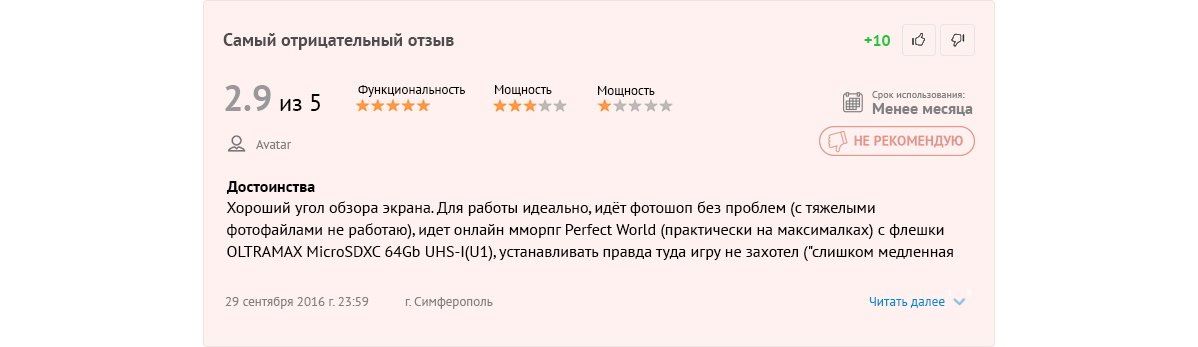 Самый отрицательный отзыв
+10
2.9 из 5
Функциональность
Мощность
Мощность
Срок использования:
Менее месяца
Avatar
НЕ РЕКОМЕНДУЮ
Достоинства
Хороший угол обзора экрана. Для работы идеально, идёт фотошоп без проблем (с тяжелыми
фотофайлами не работаю), идет онлайн мморпг Perfect World (практически на максималках) с флешки
OLTRAMAX MicroSDXC 64Gb UHS-I(U1), устанавливать правда туда игру не захотел ("слишком медленная
29 сентября 2016 г. 23:59
г. Симферополь
Читать далее